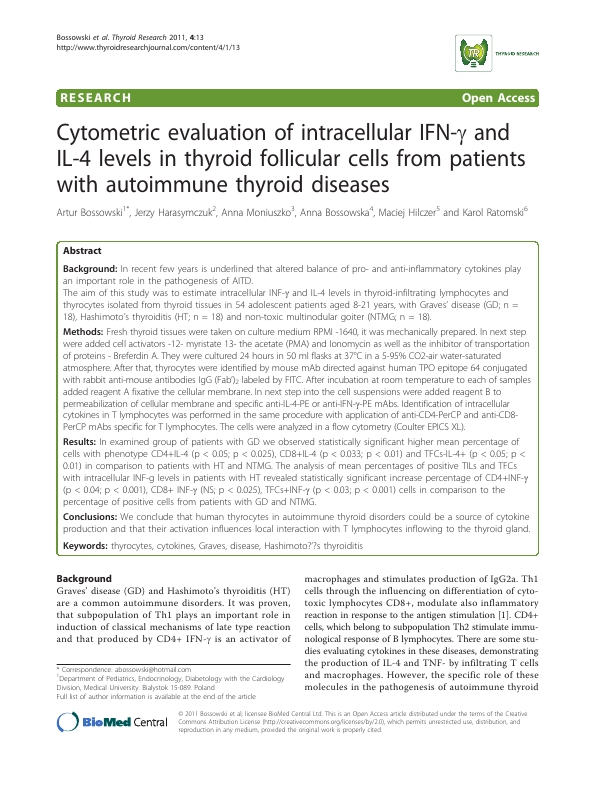 Bossowski et al. Thyroid Research 2011, 4:13
http://www.thyroidresearchjournal.com/content/4/1/13
TR
THYROID RESEARCH
RESEARCH
Open Access
Cytometric evaluation of intracellular IFN-γ and
IL-4 levels in thyroid follicular cells from patients
with autoimmune thyroid diseases
Artur Bossowski1*, Jerzy Harasymczuk2, Anna Moniuszko3, Anna Bossowska4, Maciej Hilczer5 and Karol Ratomski6
Abstract
Background: In recent few years is underlined that altered balance of pro- and anti-inflammatory cytokines play
an important role in the pathogenesis of AITD.
The aim of this study was to estimate intracellular INF-γ and IL-4 levels in thyroid-infiltrating lymphocytes and
thyrocytes isolated from thyroid tissues in 54 adolescent patients aged 8-21 years, with Graves' disease (GD; n =
18), Hashimoto's thyroiditis (HT; n = 18) and non-toxic multinodular goiter (NTMG; n = 18).
Methods: Fresh thyroid tissues were taken on culture medium RPMI -1640, it was mechanically prepared. In next step
were added cell activators -12- myristate 13- the acetate (PMA) and Ionomycin as well as the inhibitor of transportation
of proteins - Breferdin A. They were cultured 24 hours in 50 ml flasks at 37°C in a 5-95% CO2-air water-saturated
atmosphere. After that, thyrocytes were identified by mouse mAb directed against human TPO epitope 64 conjugated
with rabbit anti-mouse antibodies IgG (Fab')2 labeled by FITC. After incubation at room temperature to each of samples
added reagent A fixative the cellular membrane. In next step into the cell suspensions were added reagent B to
permeabilization of cellular membrane and specific anti-IL-4-PE or anti-IFN-γ-PE mAbs. Identification of intracellular
cytokines in T lymphocytes was performed in the same procedure with application of anti-CD4-PerCP and anti-CD8-
PerCP mAbs specific for T lymphocytes. The cells were analyzed in a flow cytometry (Coulter EPICS XL).
Results: In examined group of patients with GD we observed statistically significant higher mean percentage of
cells with phenotype CD4+IL-4 (p < 0.05; p < 0.025), CD8+IL-4 (p < 0.033; p < 0.01) and TFCs-IL-4+ (p < 0.05; p <
0.01) in comparison to patients with HT and NTMG. The analysis of mean percentages of positive TILs and TFCs
with intracellular INF-g levels in patients with HT revealed statistically significant increase percentage of CD4+INF-γ
(p < 0.04; p < 0.001), CD8+ INF-γ (NS; p < 0.025), TFCs+INF-γ (p < 0.03; p < 0.001) cells in comparison to the
percentage of positive cells from patients with GD and NTMG.
Conclusions: We conclude that human thyrocytes in autoimmune thyroid disorders could be a source of cytokine
production and that their activation influences local interaction with T lymphocytes inflowing to the thyroid gland.
Keywords: thyrocytes, cytokines, Graves, disease, Hashimoto?'?s thyroiditis
Background
Graves' disease (GD) and Hashimoto's thyroiditis (HT)
are a common autoimmune disorders. It was proven,
that subpopulation of Th1 plays an important role in
induction of classical mechanisms of late type reaction
and that produced by CD4+ IFN-γ is an activator of
* Correspondence: abossowski@hotmail.com
1Department of Pediatrics, Endocrinology, Diabetology with the Cardiology
Division, Medical University. Bialystok 15-089. Poland
Full list of author information is available at the end of the article
macrophages and stimulates production of IgG2a. Th1
cells through the influencing on differentiation of cyto-
toxic lymphocytes CD8+, modulate also inflammatory
reaction in response to the antigen stimulation [1]. CD4+
cells, which belong to subpopulation Th2 stimulate immu-
nological response of B lymphocytes. There are some stu-
dies evaluating cytokines in these diseases, demonstrating
the production of IL-4 and TNF- by infiltrating T cells
and macrophages. However, the specific role of these
molecules in the pathogenesis of autoimmune thyroid
BioMed Central
© 2011 Bossowski et al; licensee BioMed Central Ltd. This is an Open Access article distributed under the terms of the Creative
Commons Attribution License (http://creativecommons.org/licenses/by/2.0), which permits unrestricted use, distribution, and
reproduction in any medium, provided the original work is properly cited.